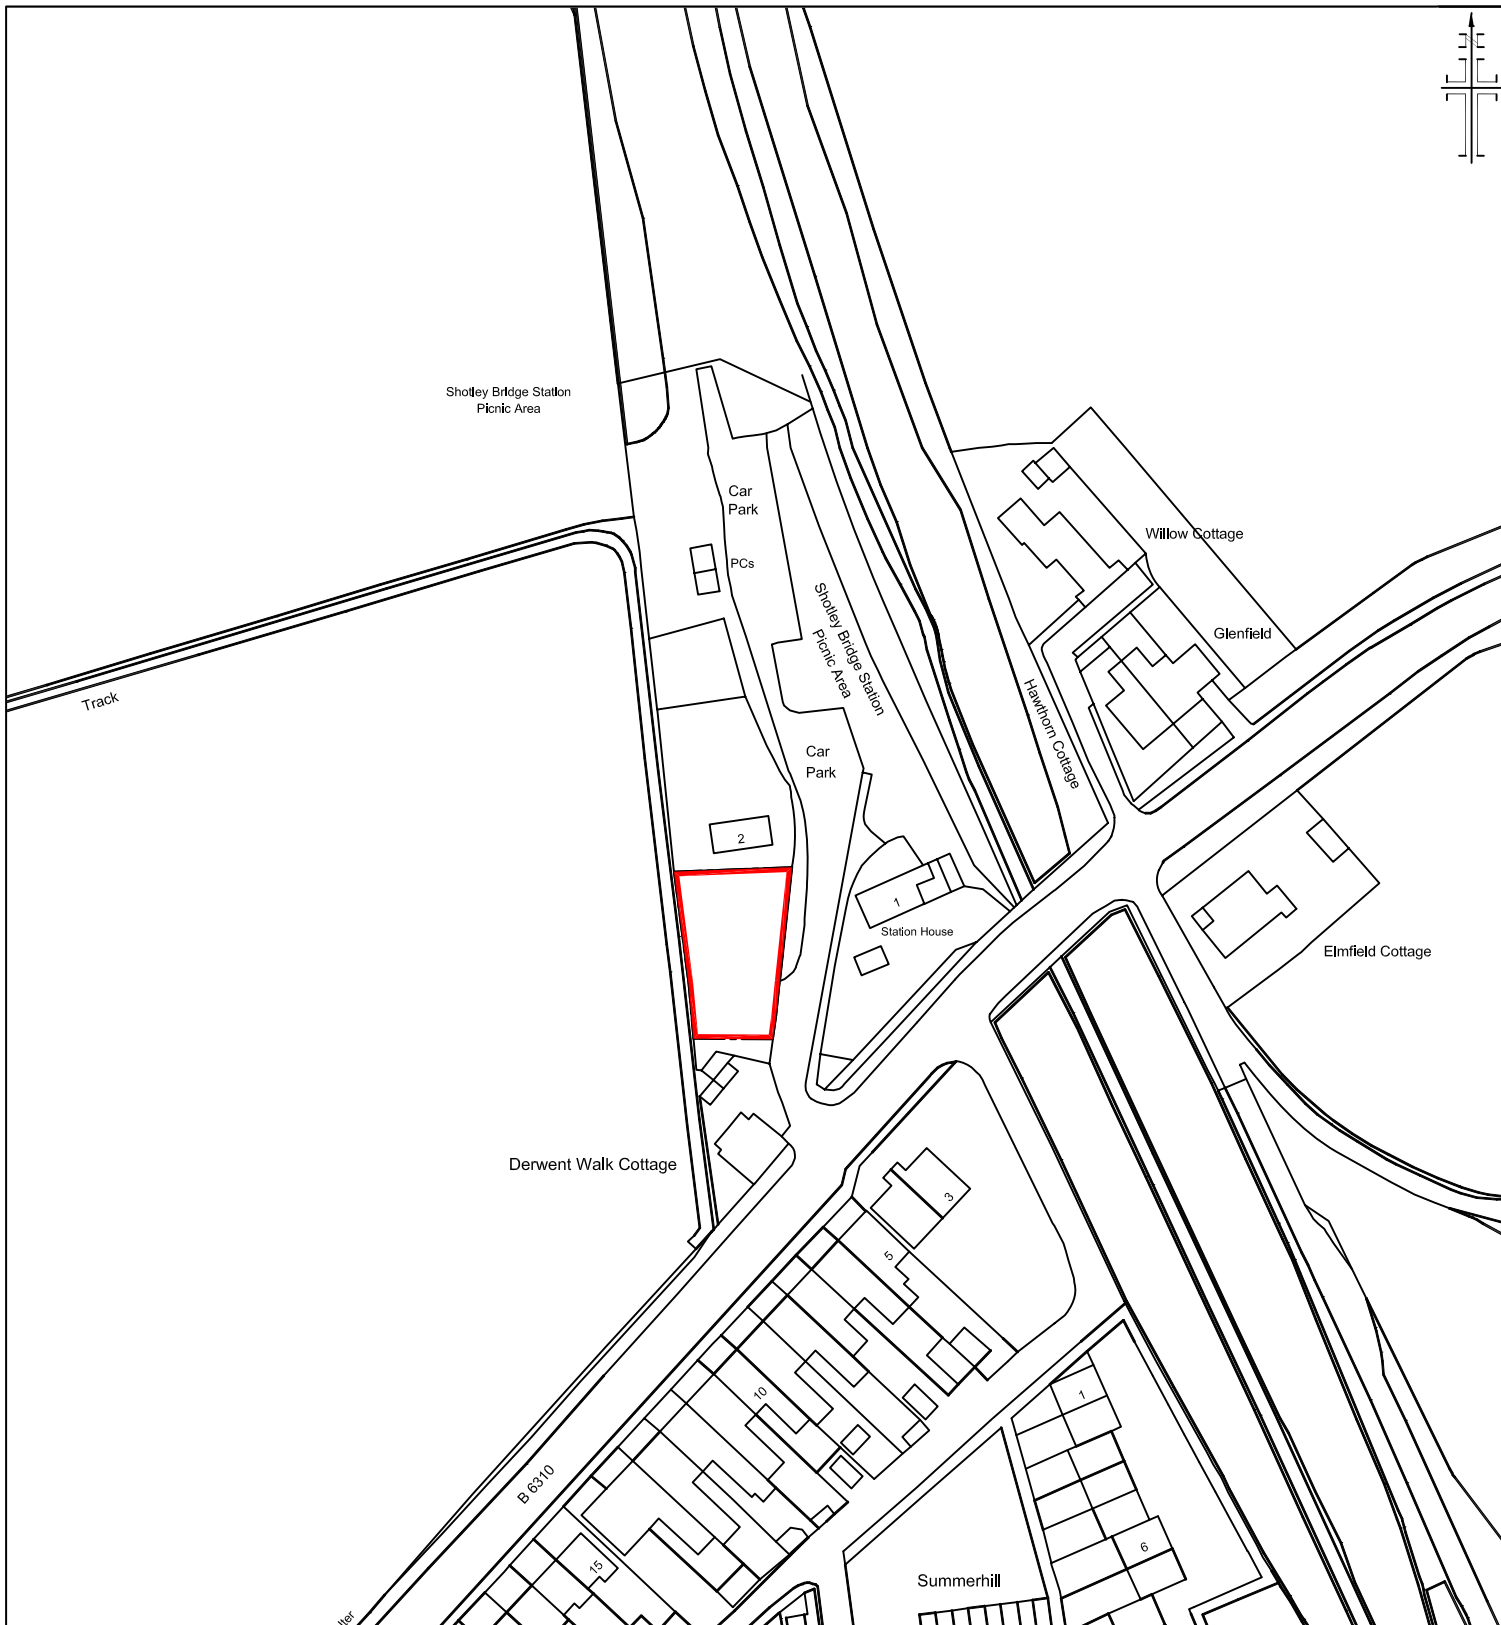 Shotley Bridge Station
Picnic Area
Car
Park
PCs
Willow Cottage
Glenfield
Shotley Bridge Station
Picnic Area
Track
Hawthorn Cottage
Car
Park
2
1
Station House
Elmfield Cottage
Derwent Walk Cottage
3
5
10
1
B 6310
15
6
Summerhill